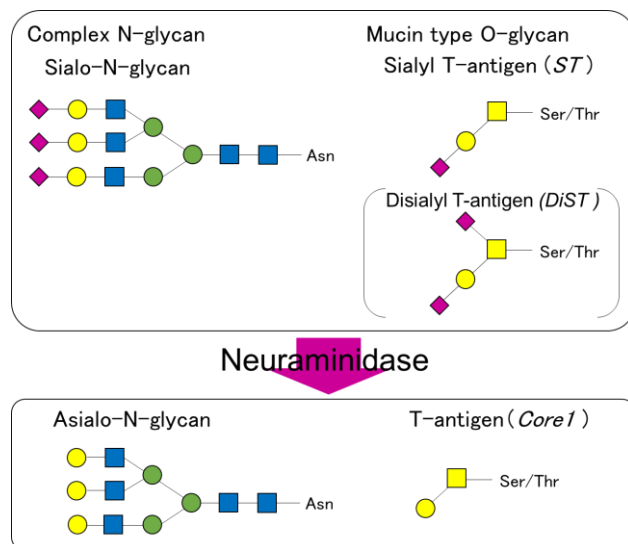 Complex N-glycan
Sialo-N-glycan
Asn
Mucin type O-glycan
Sialyl T-antigen (ST)
Ser/Thr
Disialyl T-antigen (DiST)
Ser/Thr
Neuraminidase
Asialo-N-glycan
Asn
T-antigen (Core1)
Ser/Thr